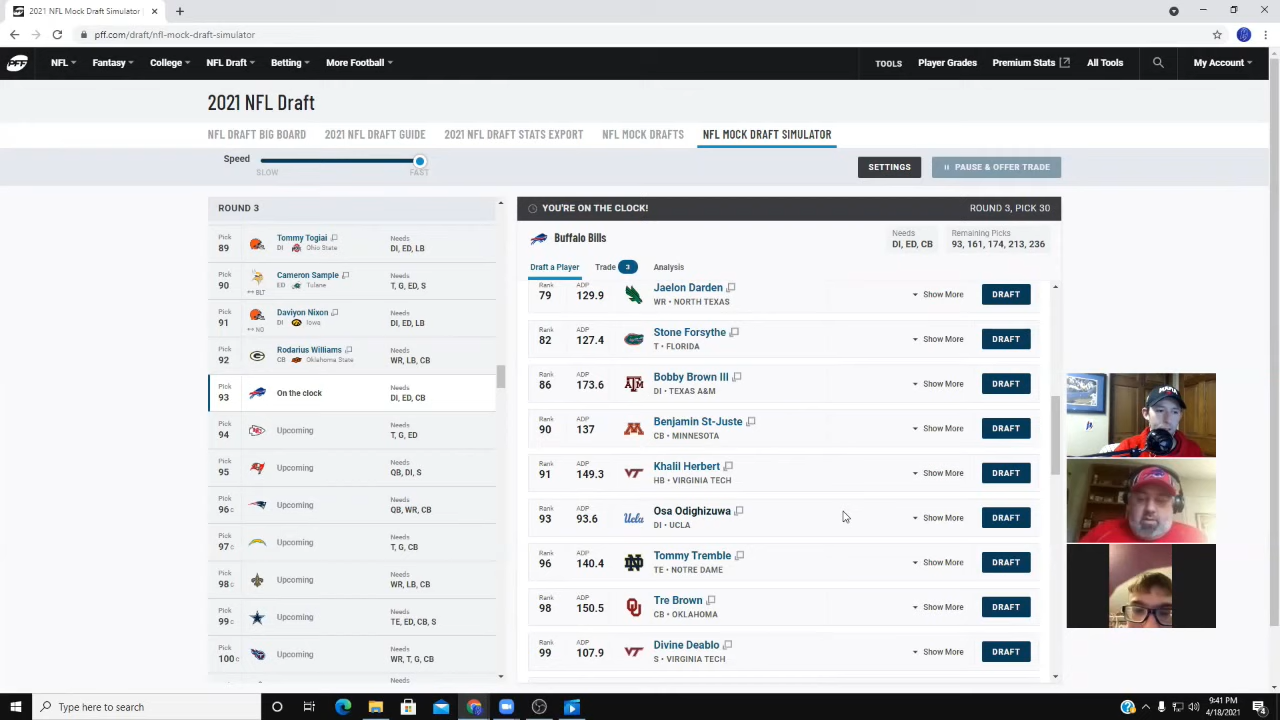 2021 NFL Mock Draft Simulator
pff.com/draft/nfl-mock-draft-simulator
PFF
NFL Fantasy College NFL Draft Betting More Football TOOLS Player Grades Premium Stats All Tools My Account
2021 NFL Draft
NFL DRAFT BIG BOARD 2021 NFL DRAFT GUIDE 2021 NFL DRAFT STATS EXPORT NFL MOCK DRAFTS NFL MOCK DRAFT SIMULATOR
Speed
SLOW FAST
SETTINGS
PAUSE & OFFER TRADE
ROUND 3
Pick 89 Tommy Togiai Needs
DI Ohio State DI, ED, LB
Pick 90 Cameron Sample Needs
ED Tulane T, G, ED, S
BLT
Pick 91 Daviyon Nixon Needs
DI Iowa DI, ED, LB
NO
Pick 92 Rodarius Williams Needs
CB Oklahoma State WR, LB, CB
Pick 93 On the clock Needs
DI, ED, CB
Pick 94 Upcoming Needs
T, G, ED
Pick 95 Upcoming Needs
QB, DI, S
Pick 96 C Upcoming Needs
QB, WR, CB
Pick 97 C Upcoming Needs
T, G, CB
Pick 98 C Upcoming Needs
WR, LB, CB
Pick 99 C Upcoming Needs
TE, ED, CB, S
Pick 100 C Upcoming Needs
WR, T, G, CB
YOU'RE ON THE CLOCK! ROUND 3, PICK 30
Buffalo Bills
Needs
DI, ED, CB
Remaining Picks
93, 161, 174, 213, 236
Draft a Player Trade 3 Analysis
Rank 79 ADP 129.9 Jaelon Darden Show More DRAFT
WR • NORTH TEXAS
Rank 82 ADP 127.4 Stone Forsythe Show More DRAFT
T • FLORIDA
Rank 86 ADP 173.6 Bobby Brown III Show More DRAFT
DI • TEXAS A&M
Rank 90 ADP 137 Benjamin St-Juste Show More DRAFT
CB • MINNESOTA
Rank 91 ADP 149.3 Khalil Herbert Show More DRAFT
HB • VIRGINIA TECH
Rank 93 ADP 93.6 Osa Odighizuwa Show More DRAFT
DI • UCLA
Rank 96 ADP 140.4 Tommy Tremble Show More DRAFT
TE • NOTRE DAME
Rank 98 ADP 150.5 Tre Brown Show More DRAFT
CB • OKLAHOMA
Rank 99 ADP 107.9 Divine Deablo Show More DRAFT
S • VIRGINIA TECH
Type here to search
9:41 PM
4/18/2021